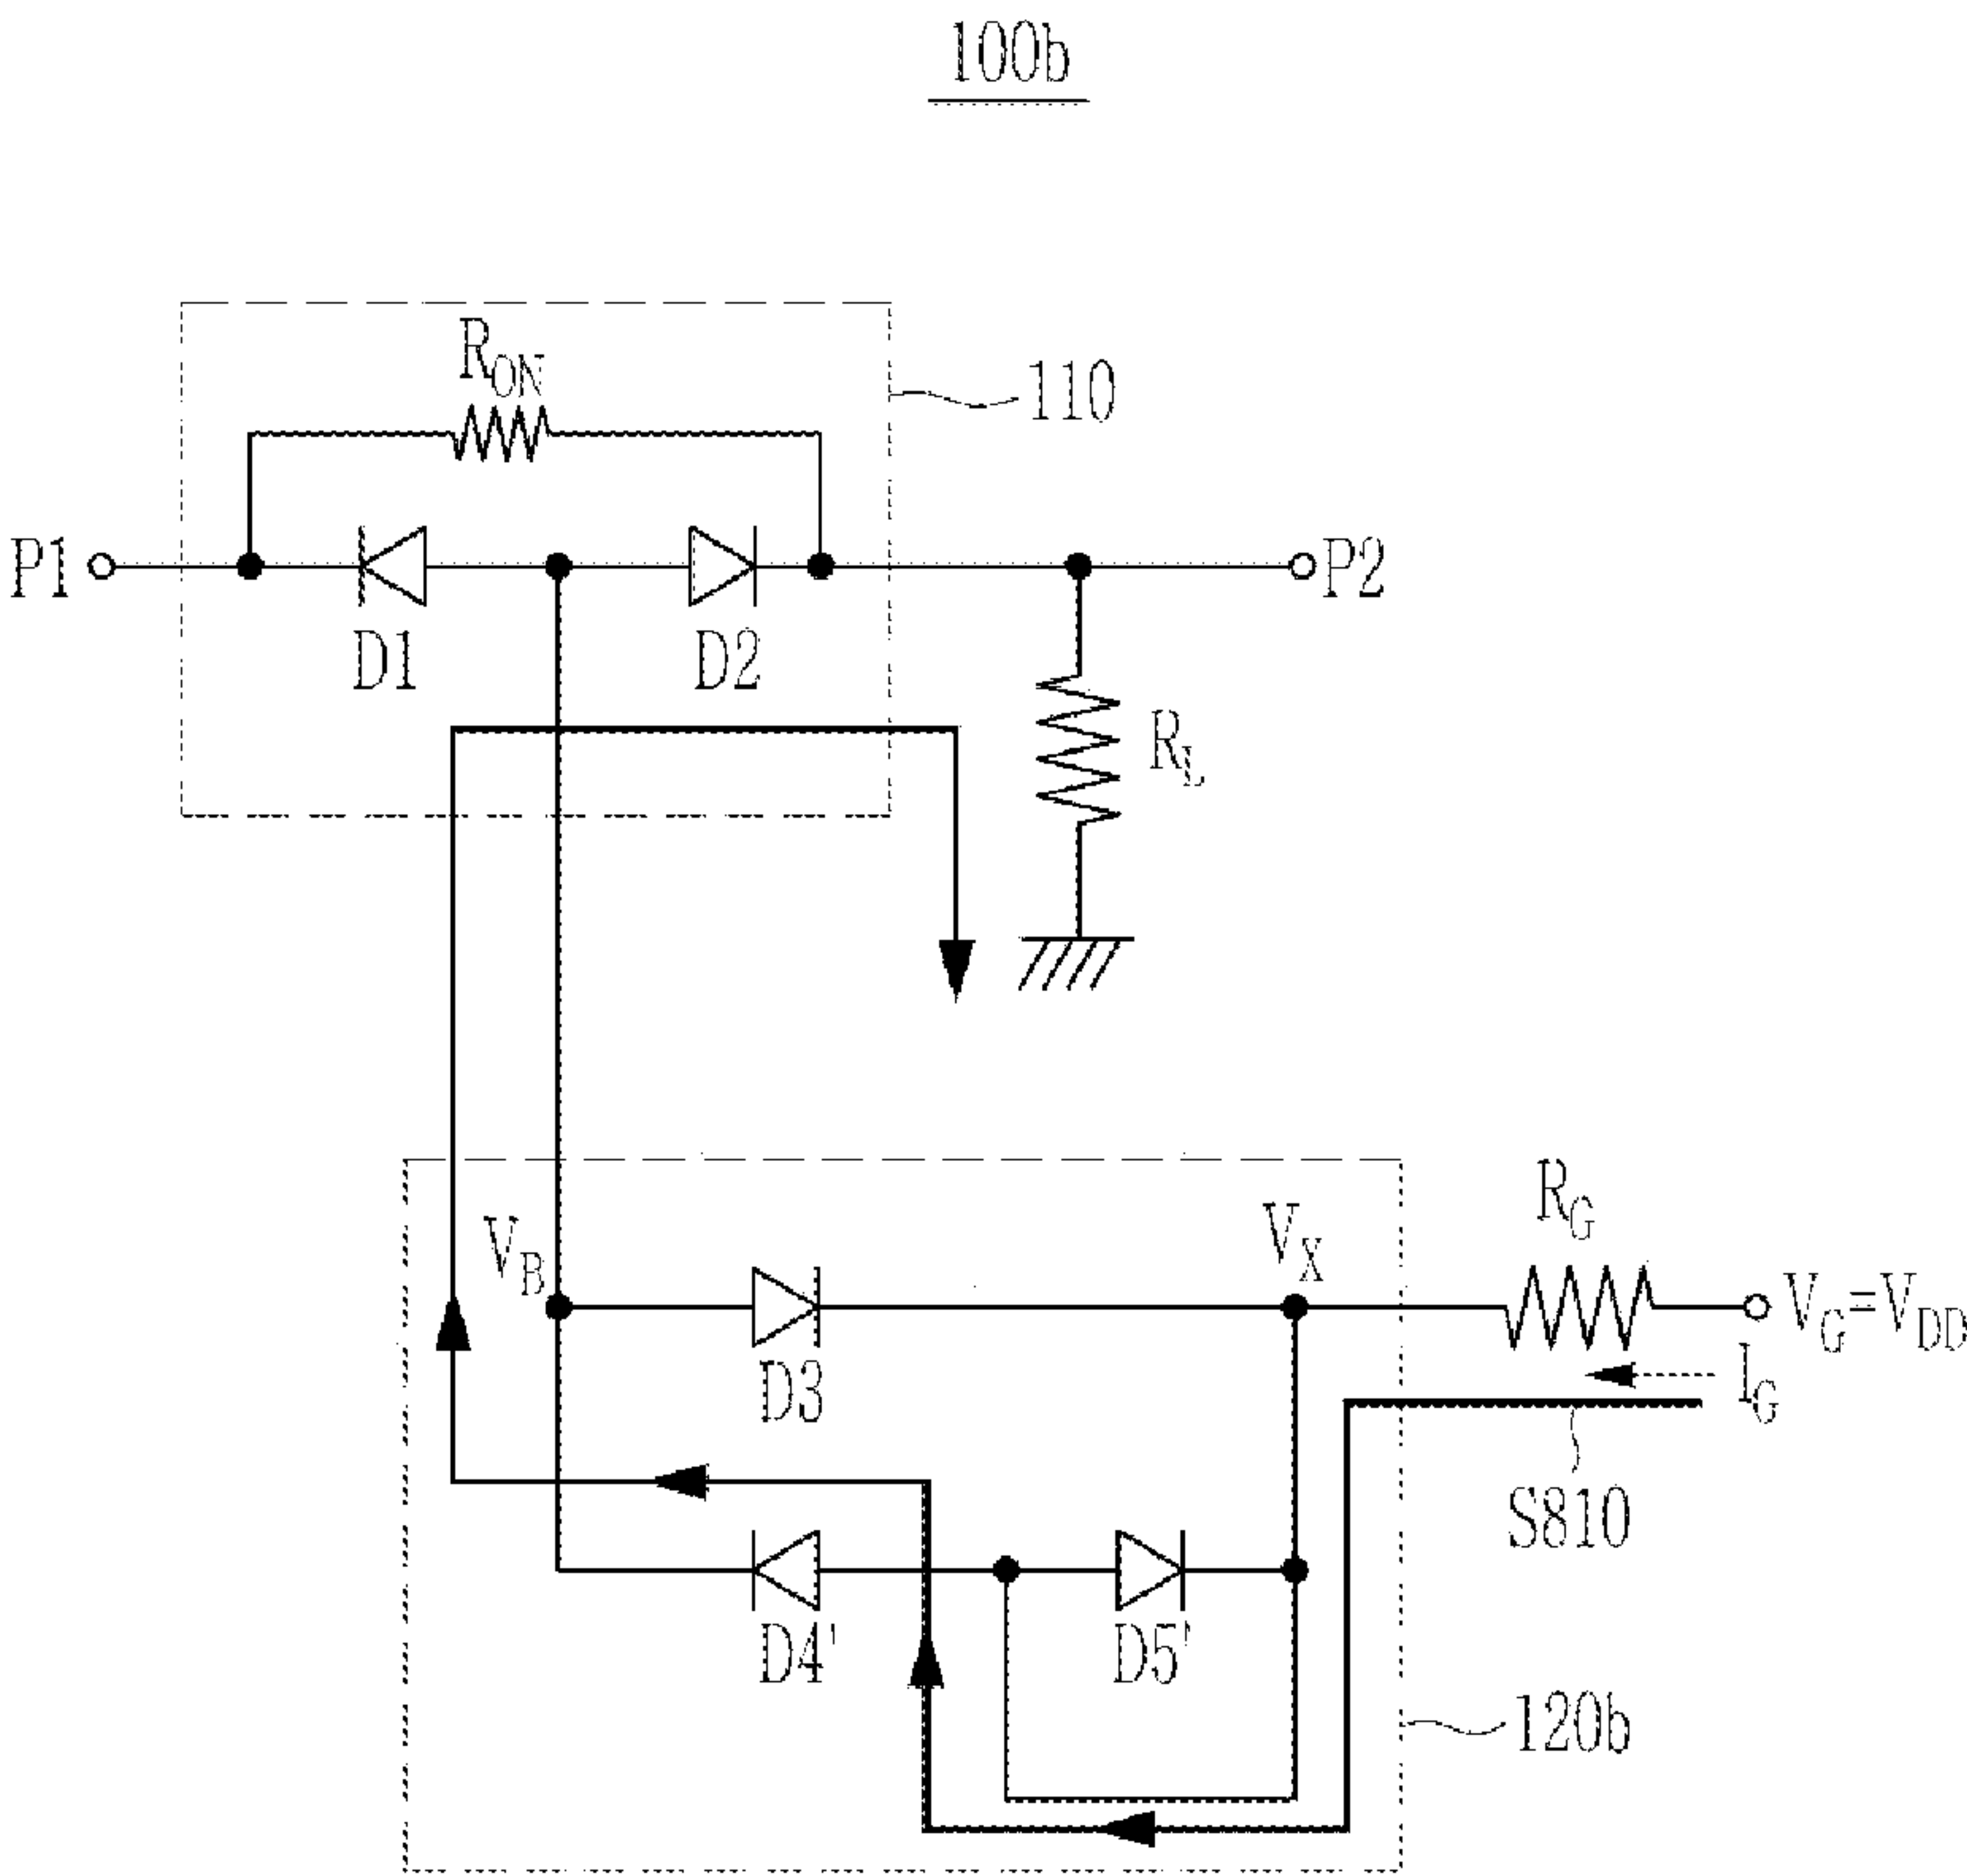 100b
R_ON
110
P1
P2
D1
D2
R_L
V_B
V_X
R_G
V_G=V_DD
D3
I_G
S810
D4'
D5'
120b